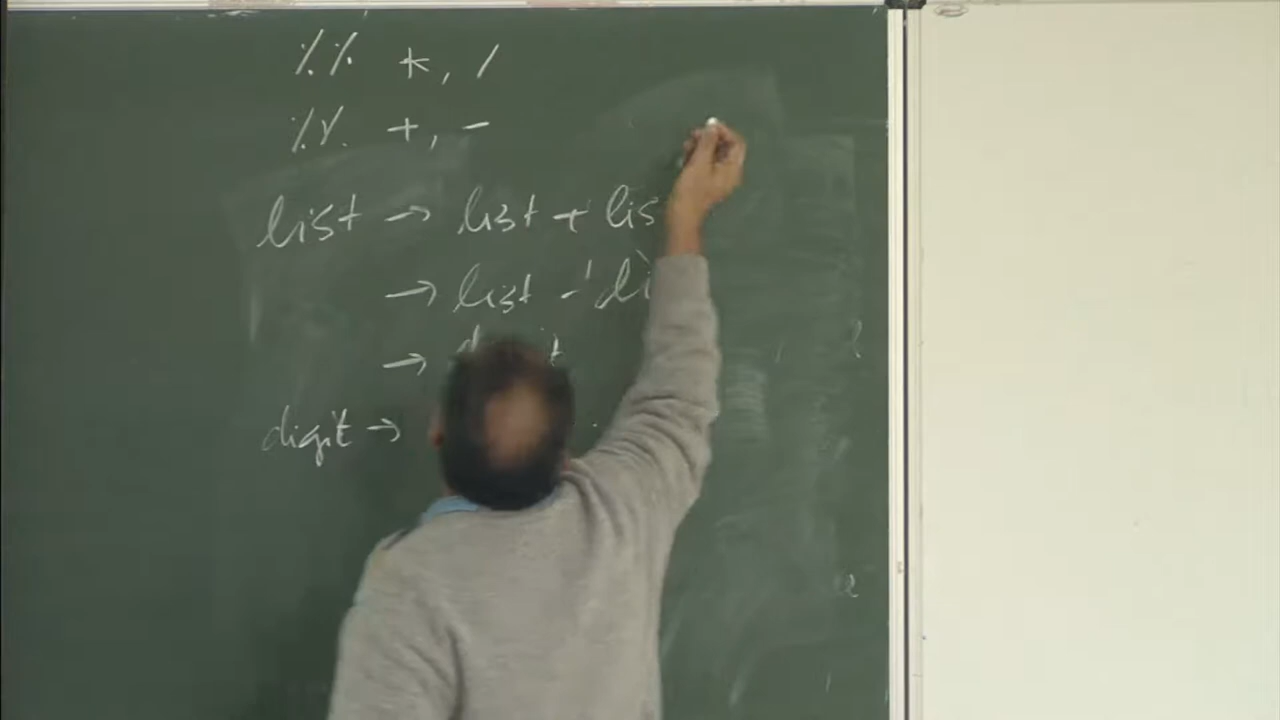 %% *, /
%% +, -
list → list + lis
→ list - di
→
digit →